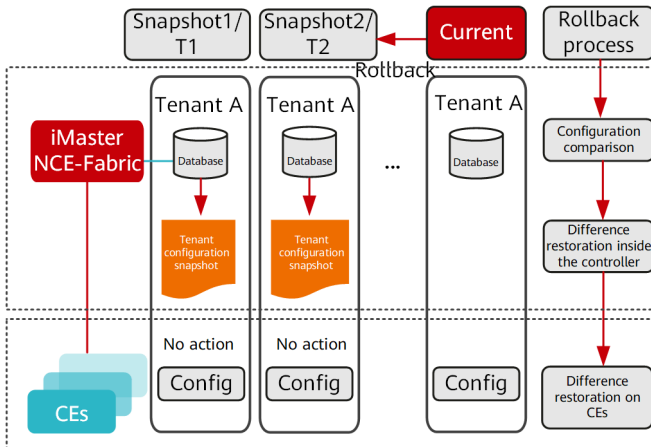 Snapshot1/
T1
Snapshot2/
T2
Current
Rollback
process
Rollback
Tenant A
Tenant A
Tenant A
iMaster
NCE-Fabric
Database
Database
...
Database
Configuration
comparison
Tenant
configuration
snapshot
Tenant
configuration
snapshot
Difference
restoration inside
the controller
No action
No action
Config
Config
Config
CEs
Difference
restoration on
CEs